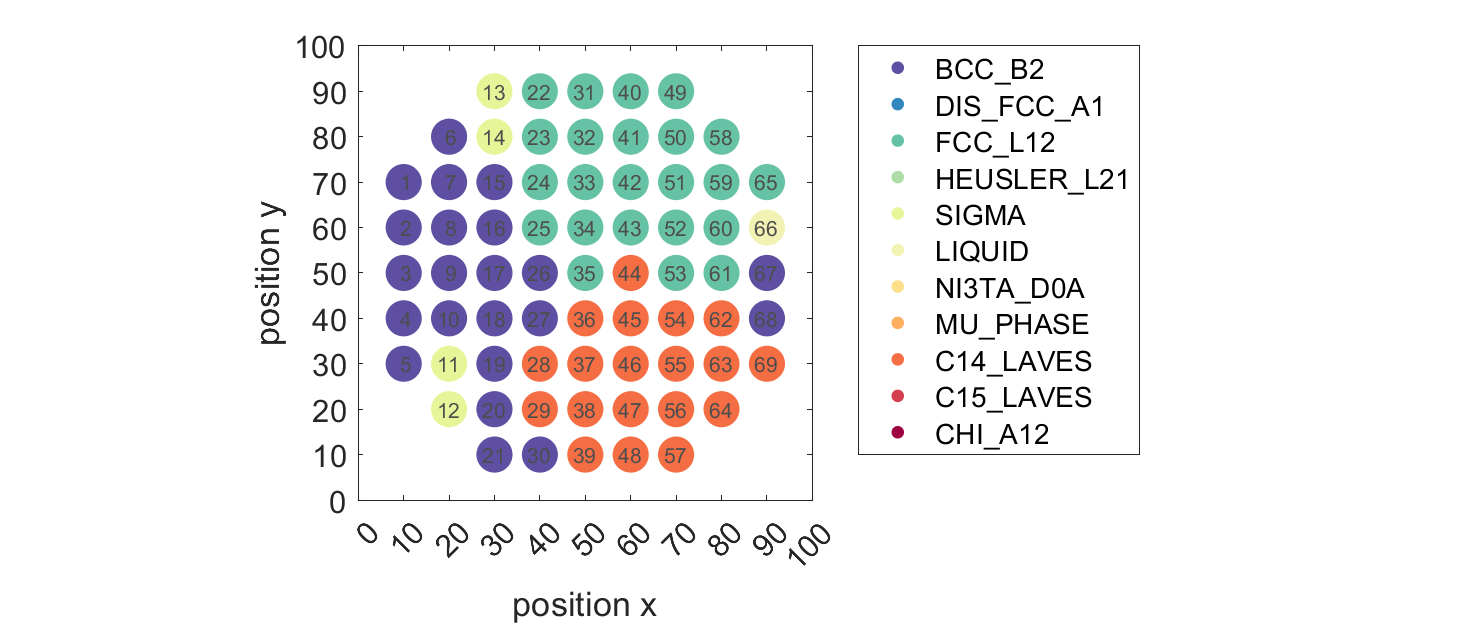 100
90
80
70
60
50
40
30
20
10
0
position y
13 22 31 40 49
6 14 23 32 41 50 58
1 7 15 24 33 42 51 59 65
2 8 16 25 34 43 52 60 66
3 9 17 26 35 44 53 61 67
4 10 18 27 36 45 54 62 68
5 11 19 28 37 46 55 63 69
12 20 29 38 47 56 64
21 30 39 48 57
0 10 20 30 40 50 60 70 80 90 100
position x
BCC_B2
DIS_FCC_A1
FCC_L12
HEUSLER_L21
SIGMA
LIQUID
NI3TA_D0A
MU_PHASE
C14_LAVES
C15_LAVES
CHI_A12